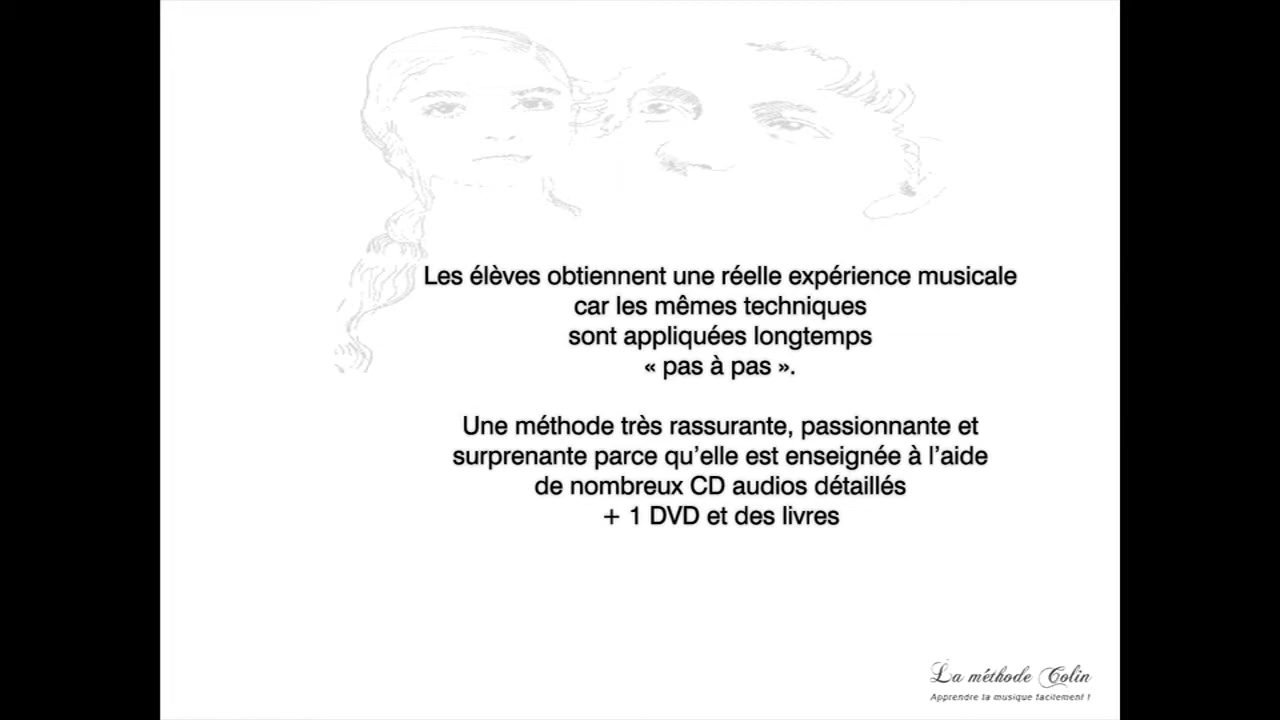 Les élèves obtiennent une réelle expérience musicale
car les mêmes techniques
sont appliquées longtemps
« pas à pas ».
Une méthode très rassurante, passionnante et
surprenante parce qu’elle est enseignée à l’aide
de nombreux CD audios détaillés
+ 1 DVD et des livres
La méthode Colin
Apprendre la musique facilement !